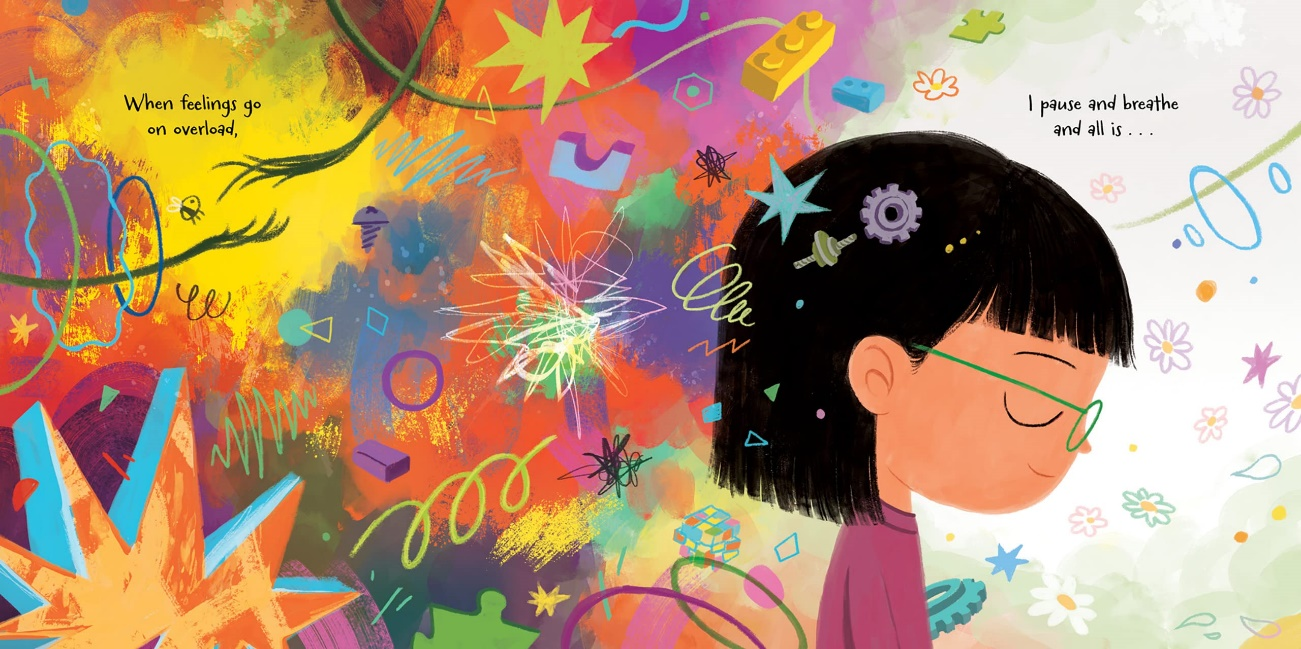 When feelings go
on overload,
I pause and breathe
and all is . . .